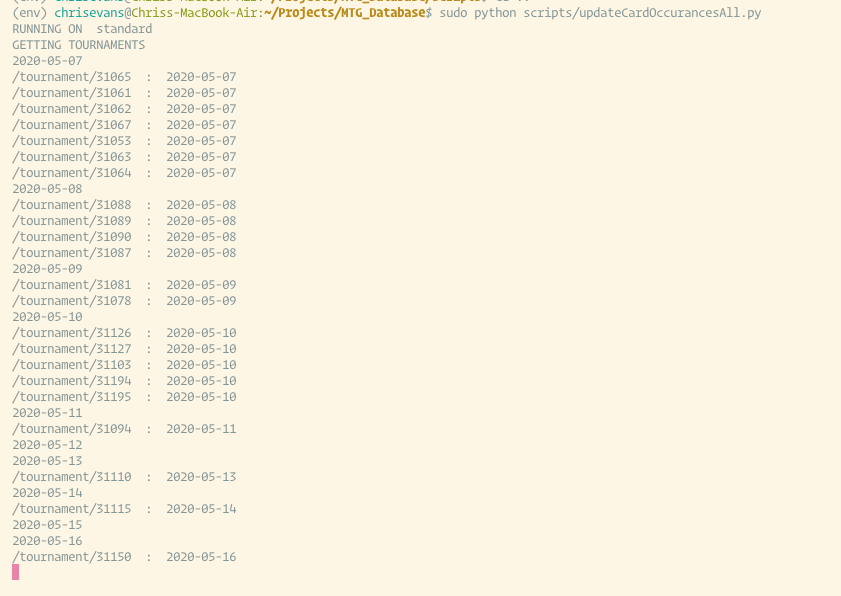 (env) chrisevans@Chriss-MacBook-Air:~/Projects/MTG_Database$ sudo python scripts/updateCardOccurancesAll.py
RUNNING ON  standard
GETTING TOURNAMENTS
2020-05-07
/tournament/31065  :  2020-05-07
/tournament/31061  :  2020-05-07
/tournament/31062  :  2020-05-07
/tournament/31067  :  2020-05-07
/tournament/31053  :  2020-05-07
/tournament/31063  :  2020-05-07
/tournament/31064  :  2020-05-07
2020-05-08
/tournament/31088  :  2020-05-08
/tournament/31089  :  2020-05-08
/tournament/31090  :  2020-05-08
/tournament/31087  :  2020-05-08
2020-05-09
/tournament/31081  :  2020-05-09
/tournament/31078  :  2020-05-09
2020-05-10
/tournament/31126  :  2020-05-10
/tournament/31127  :  2020-05-10
/tournament/31103  :  2020-05-10
/tournament/31194  :  2020-05-10
/tournament/31195  :  2020-05-10
2020-05-11
/tournament/31094  :  2020-05-11
2020-05-12
2020-05-13
/tournament/31110  :  2020-05-13
2020-05-14
/tournament/31115  :  2020-05-14
2020-05-15
2020-05-16
/tournament/31150  :  2020-05-16